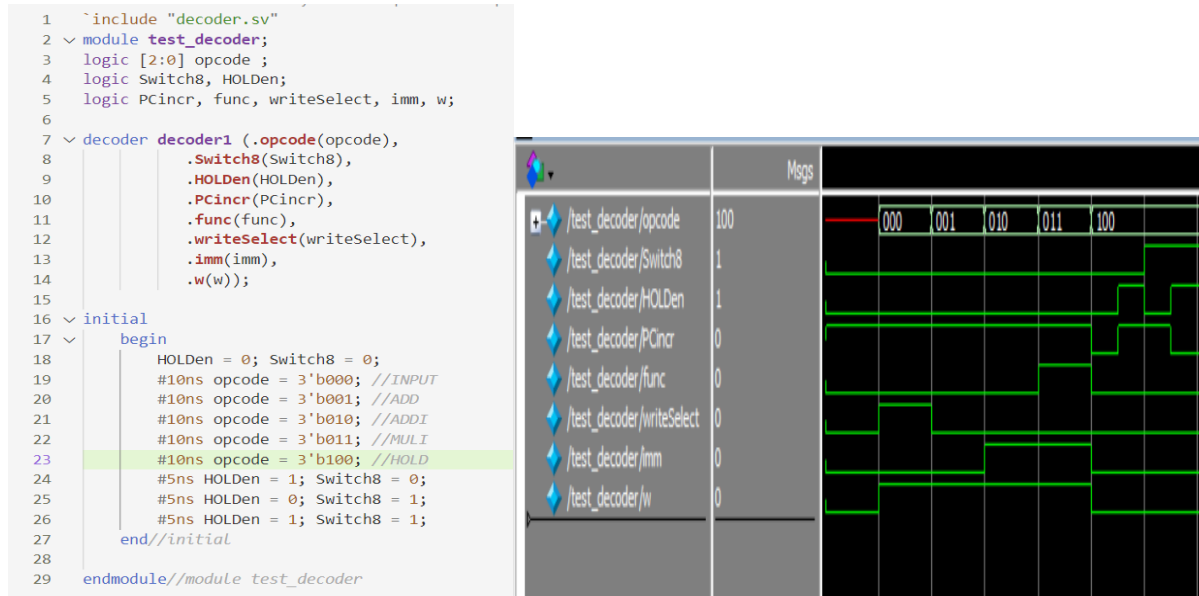 1 `include "decoder.sv"
2 module test_decoder;
3 logic [2:0] opcode ;
4 logic Switch8, HOLDen;
5 logic PCincr, func, writeSelect, imm, w;
6
7 decoder decoder1 (.opcode(opcode),
8 .Switch8(Switch8),
9 .HOLDen(HOLDen),
10 .PCincr(PCincr),
11 .func(func),
12 .writeSelect(writeSelect),
13 .imm(imm),
14 .w(w));
15
16 initial
17 begin
18 HOLDen = 0; Switch8 = 0;
19 #10ns opcode = 3'b000; //INPUT
20 #10ns opcode = 3'b001; //ADD
21 #10ns opcode = 3'b010; //ADDI
22 #10ns opcode = 3'b011; //MULI
23 #10ns opcode = 3'b100; //HOLD
24 #5ns HOLDen = 1; Switch8 = 0;
25 #5ns HOLDen = 0; Switch8 = 1;
26 #5ns HOLDen = 1; Switch8 = 1;
27 end//initial
28
29 endmodule//module test_decoder
Msgs
/test_decoder/opcode 100 000 001 010 011 100
/test_decoder/Switch8 1
/test_decoder/HOLDen 1
/test_decoder/PCincr 0
/test_decoder/func 0
/test_decoder/writeSelect 0
/test_decoder/imm 0
/test_decoder/w 0